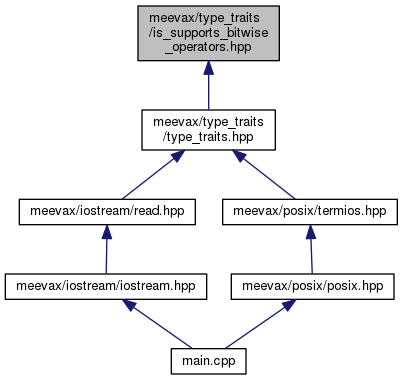 meevax/type_traits
/is_supports_bitwise
_operators.hpp
meevax/type_traits
/type_traits.hpp
meevax/iostream/read.hpp
meevax/posix/termios.hpp
meevax/iostream/iostream.hpp
meevax/posix/posix.hpp
main.cpp